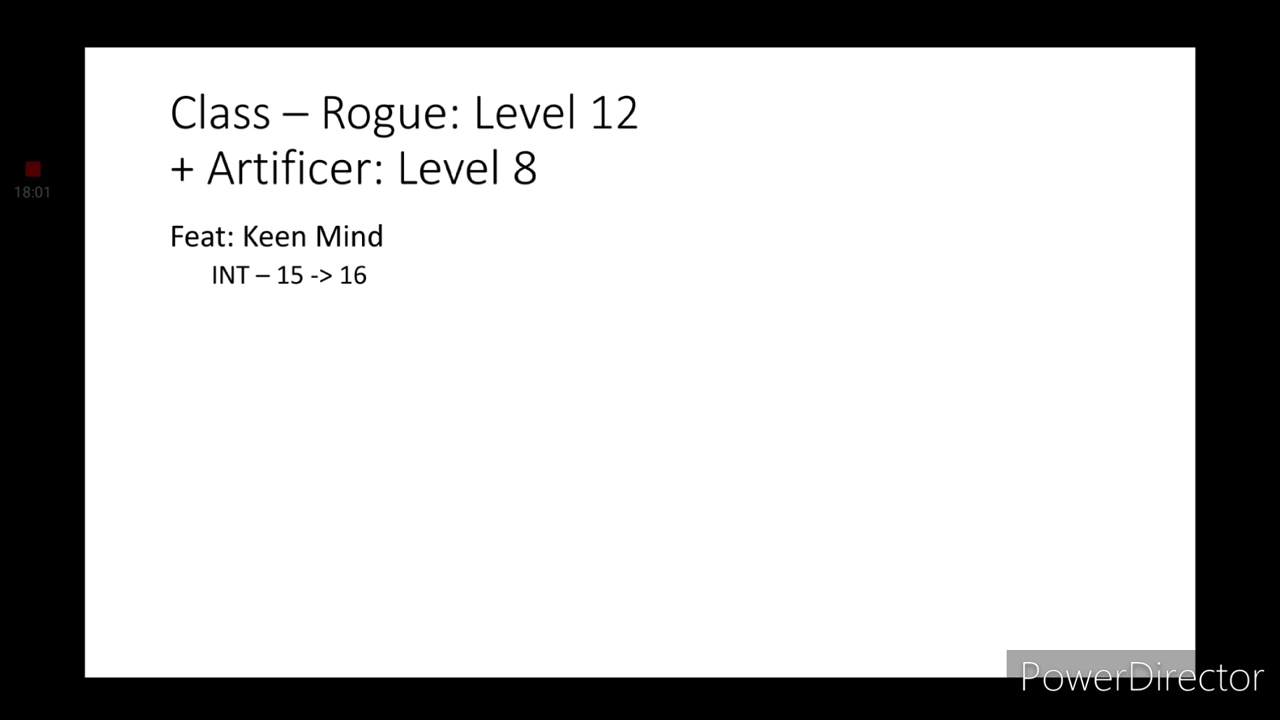 Class – Rogue: Level 12
+ Artificer: Level 8
18:01
Feat: Keen Mind
INT – 15 -> 16
PowerDirector